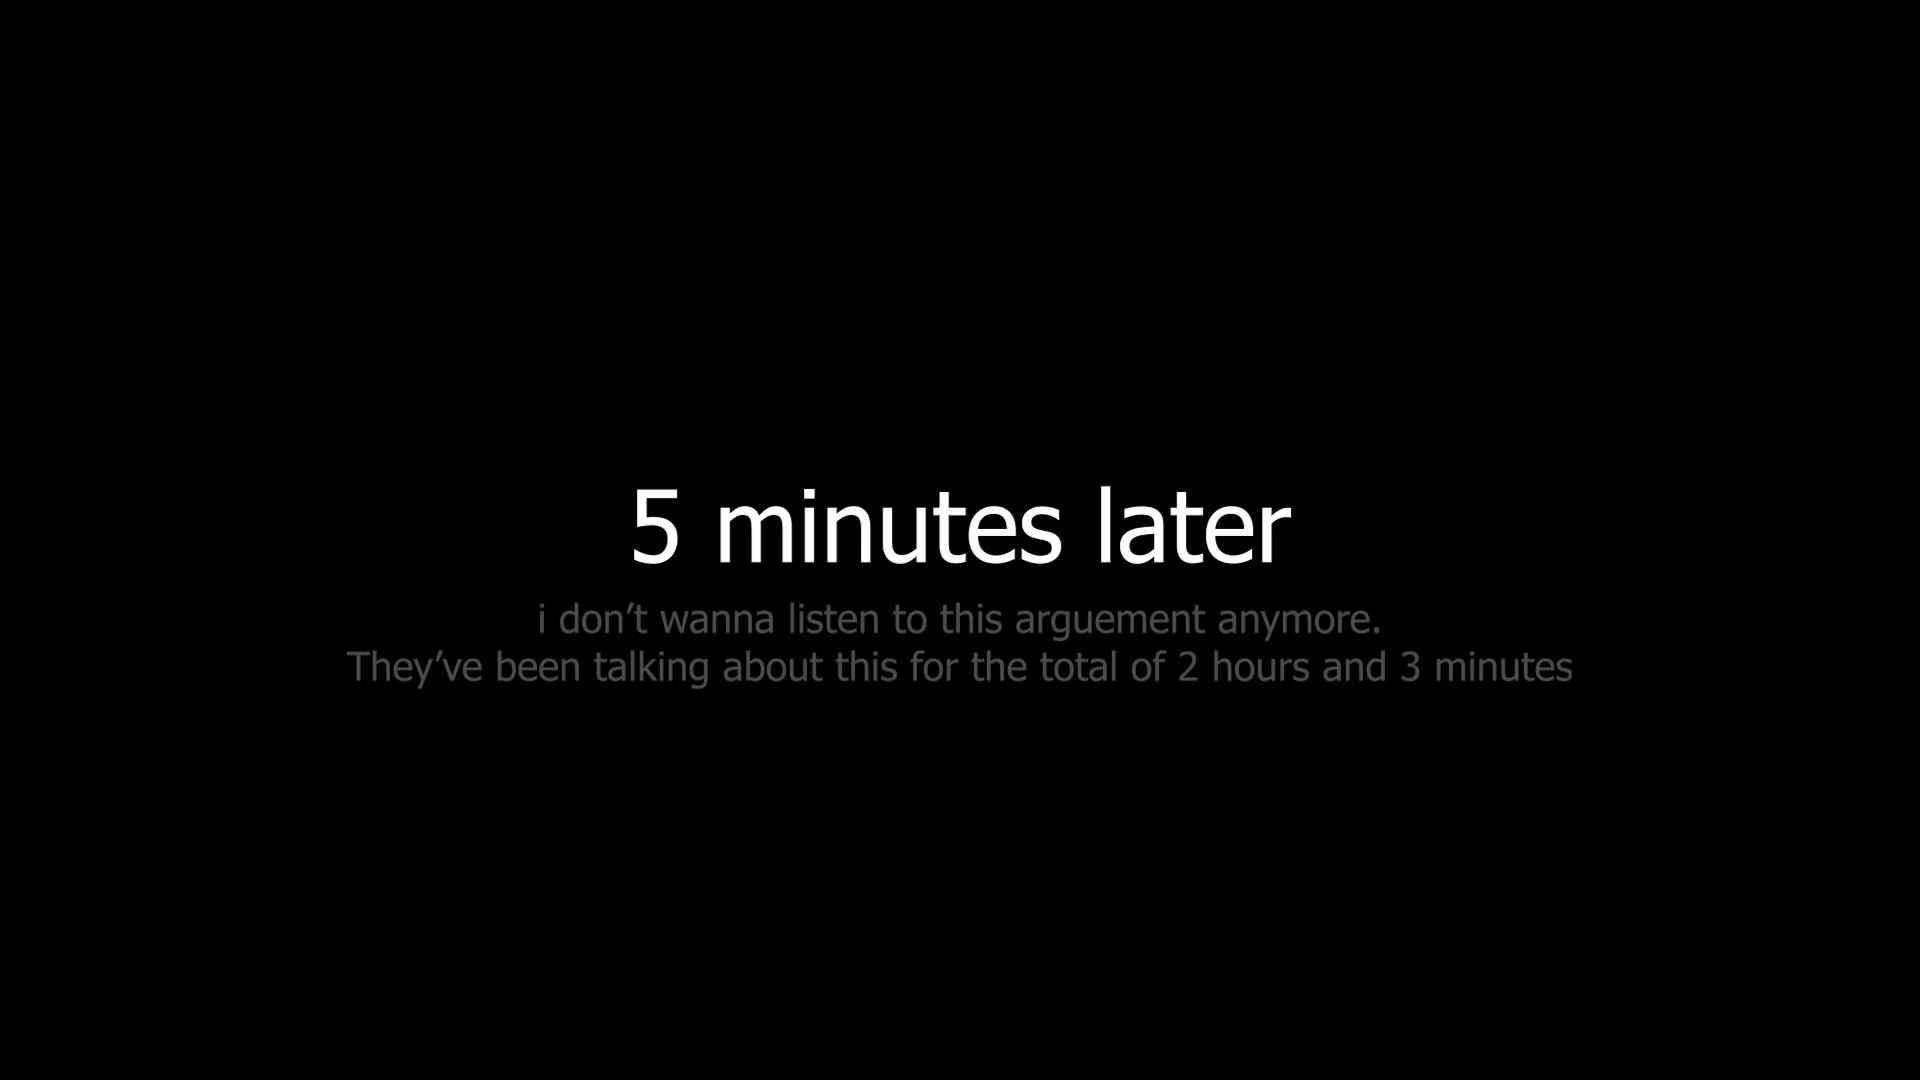 5 minutes later
i don’t wanna listen to this arguement anymore.
They’ve been talking about this for the total of 2 hours and 3 minutes